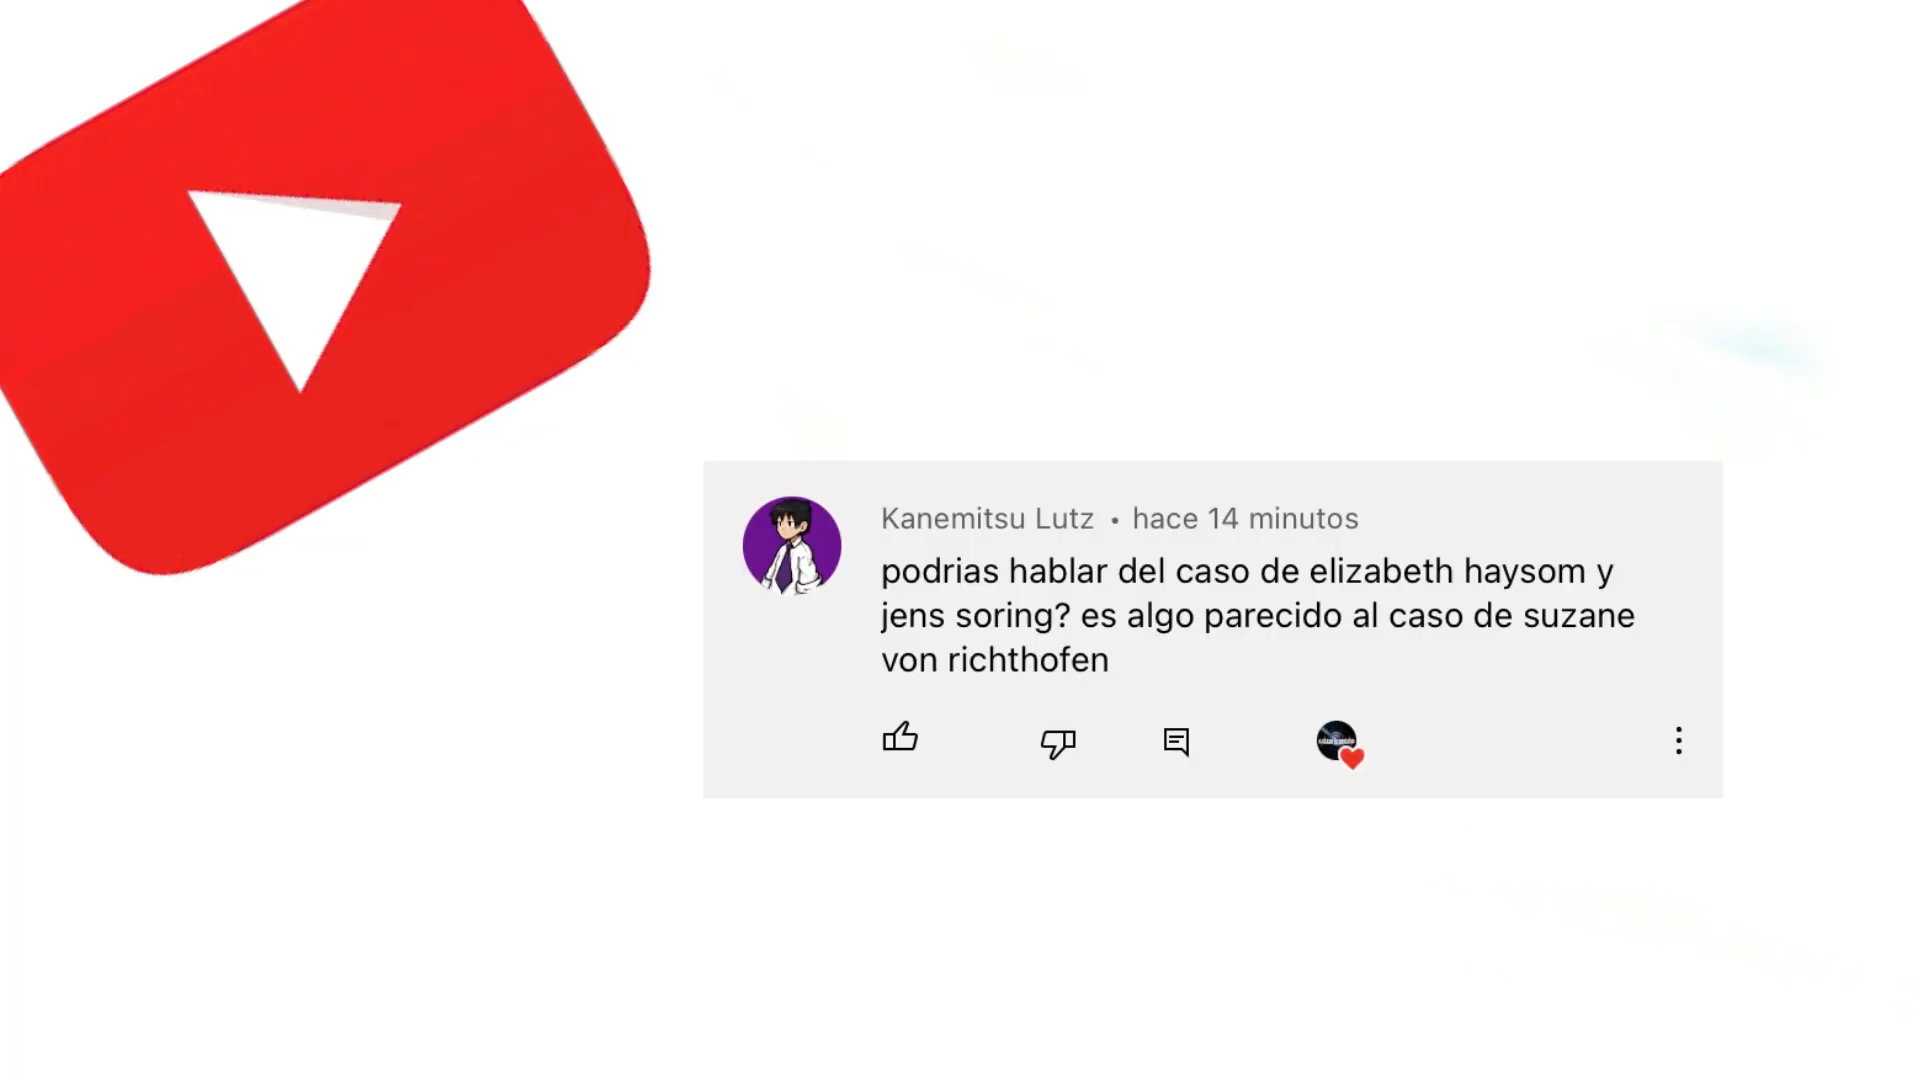 Kanemitsu Lutz • hace 14 minutos
podrias hablar del caso de elizabeth haysom y
jens soring? es algo parecido al caso de suzane
von richthofen